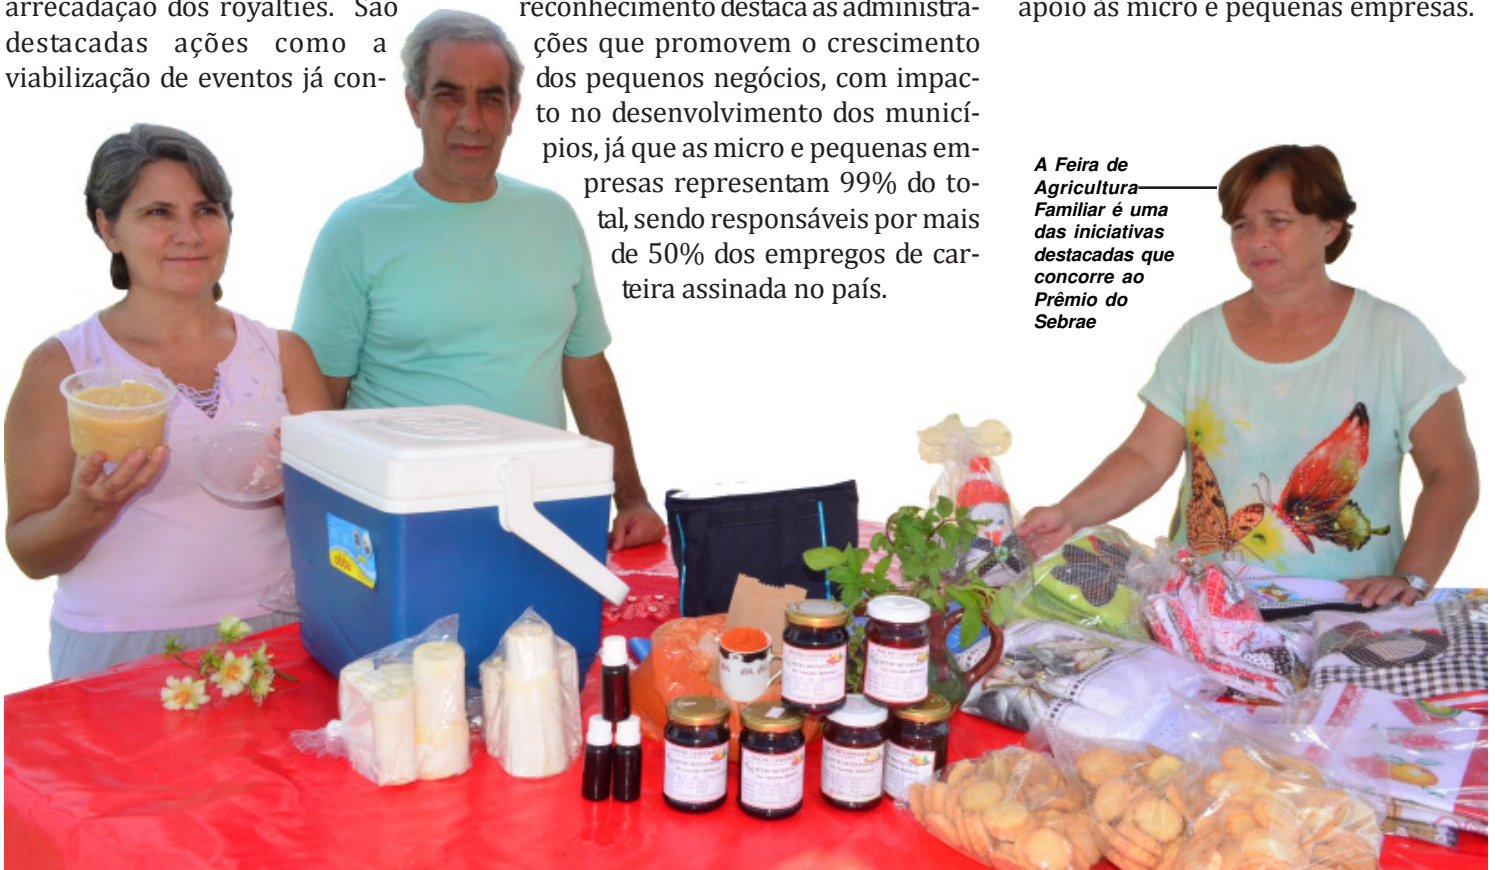 arrecadação dos royalties. São
destacadas ações como a
viabilização de eventos já con-
reconhecimento destaca as administra-
ções que promovem o crescimento
dos pequenos negócios, com impac-
to no desenvolvimento dos municí-
pios, já que as micro e pequenas em-
presas representam 99% do to-
tal, sendo responsáveis por mais
de 50% dos empregos de car-
teira assinada no país.
apoio às micro e pequenas empresas.
A Feira de
Agricultura
Familiar é uma
das iniciativas
destacadas que
concorre ao
Prêmio do
Sebrae